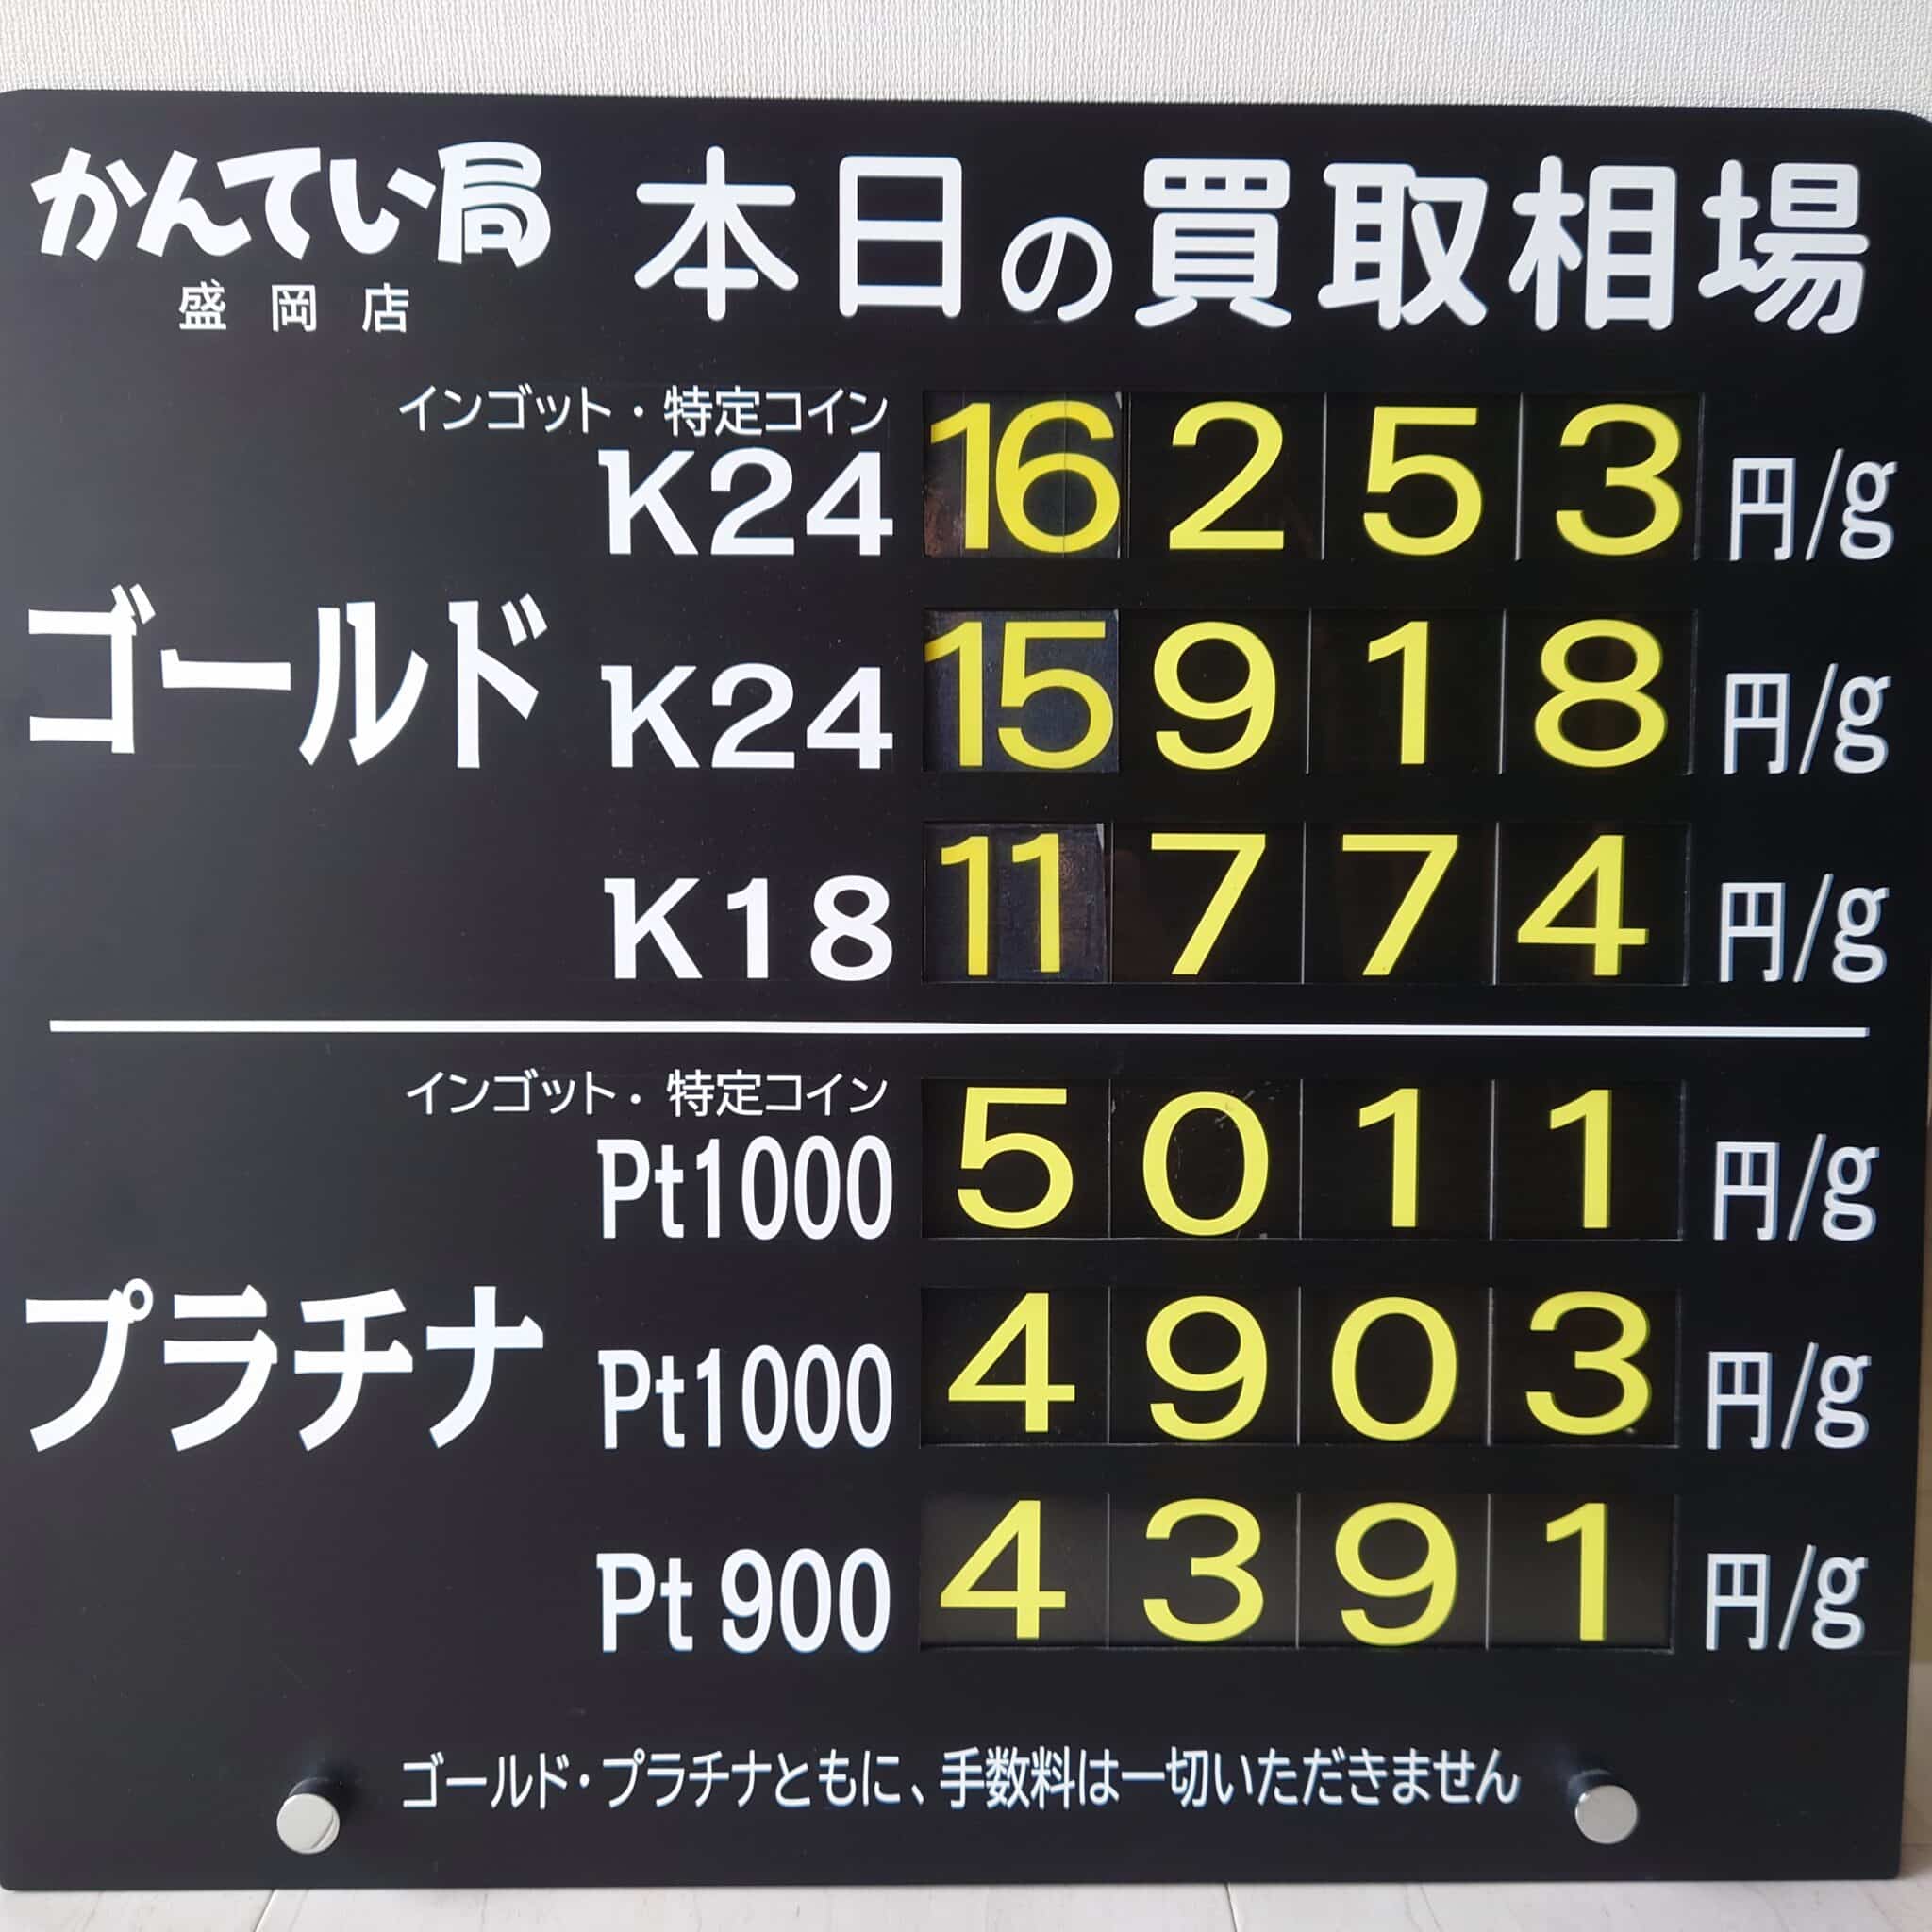 かんてい局 本日の買取相場
盛岡店
インゴット・特定コイン
K24 16253 円/g
ゴールド K24 15918 円/g
K18 11774 円/g
インゴット・特定コイン
Pt1000 5011 円/g
プラチナ Pt1000 4903 円/g
Pt900 4391 円/g
ゴールド・プラチナともに、手数料は一切いただきません